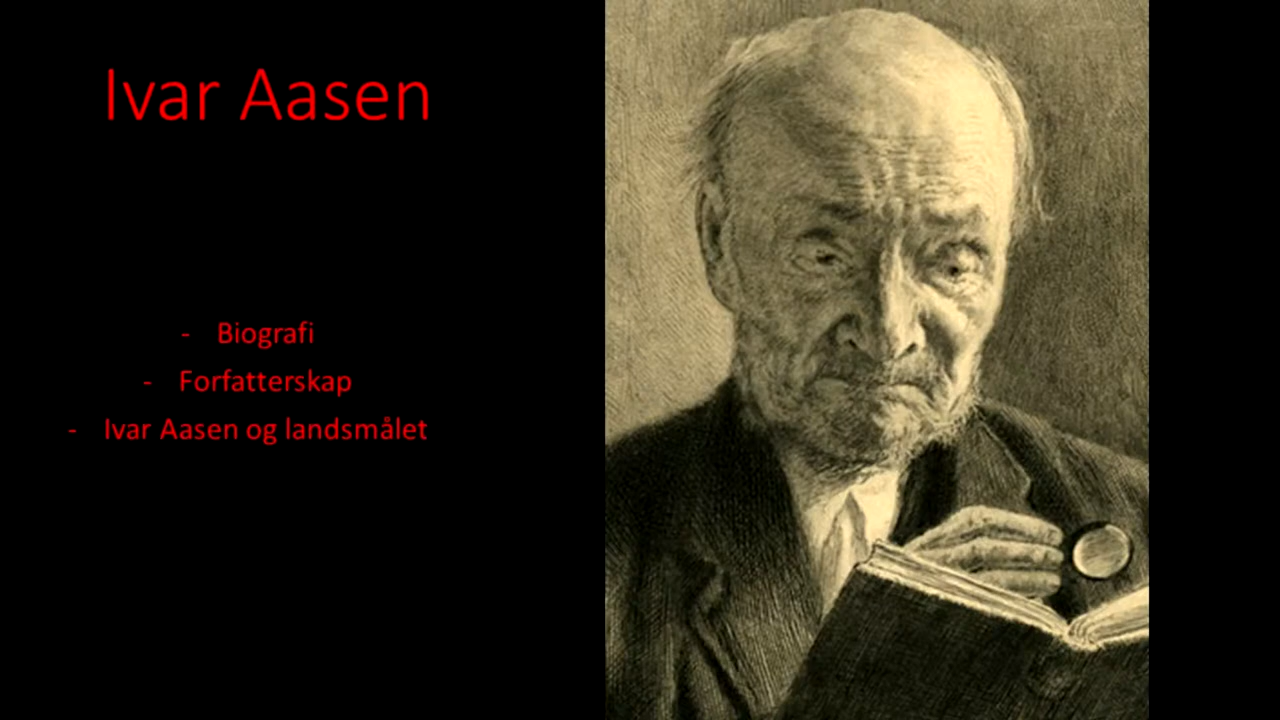 Ivar Aasen
- Biografi
- Forfatterskap
- Ivar Aasen og landsmålet